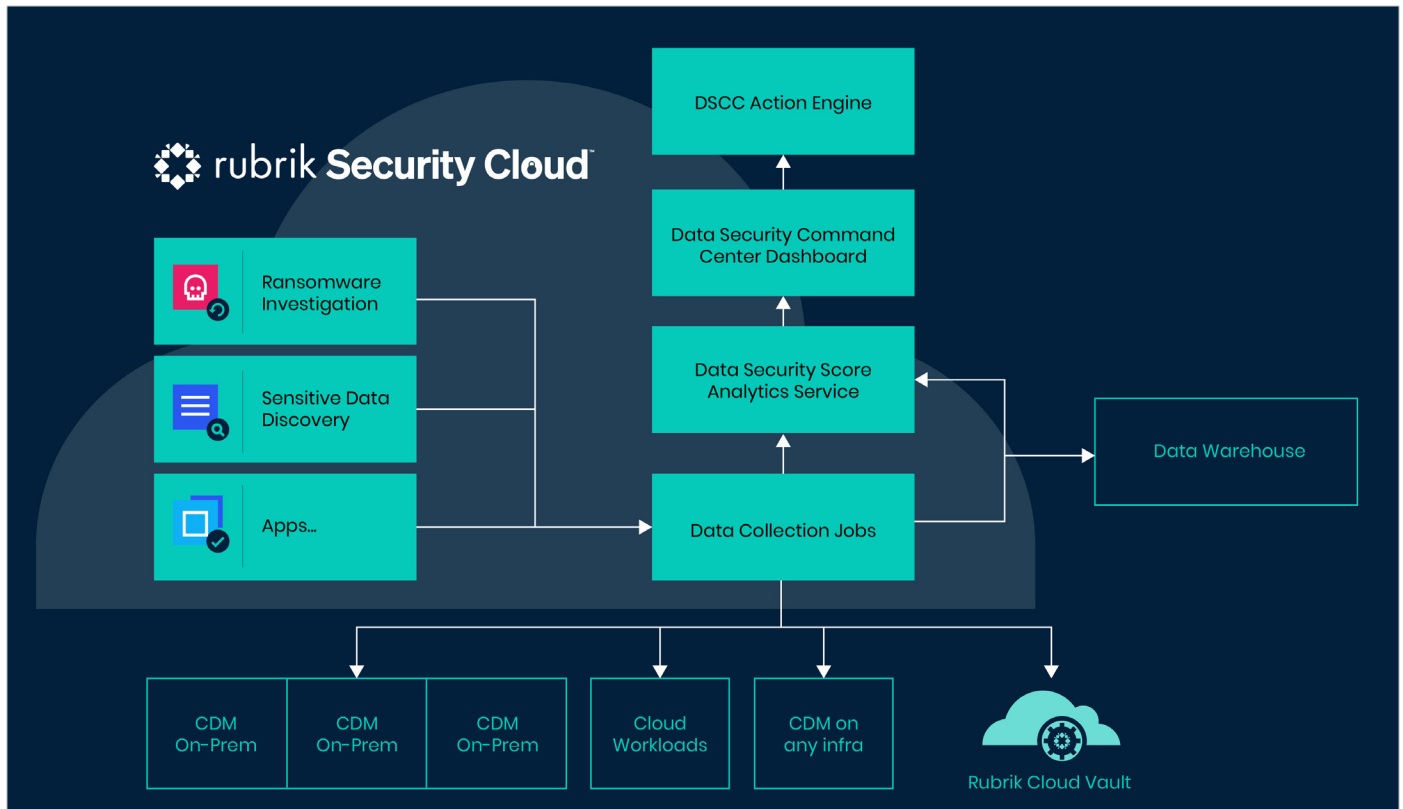 DSCC Action Engine
rubrik Security Cloud™
Data Security Command
Center Dashboard
Ransomware
Investigation
Data Security Score
Analytics Service
Sensitive Data
Discovery
Data Warehouse
Apps...
Data Collection Jobs
CDM
On-Prem
CDM
On-Prem
CDM
On-Prem
Cloud
Workloads
CDM on
any infra
Rubrik Cloud Vault